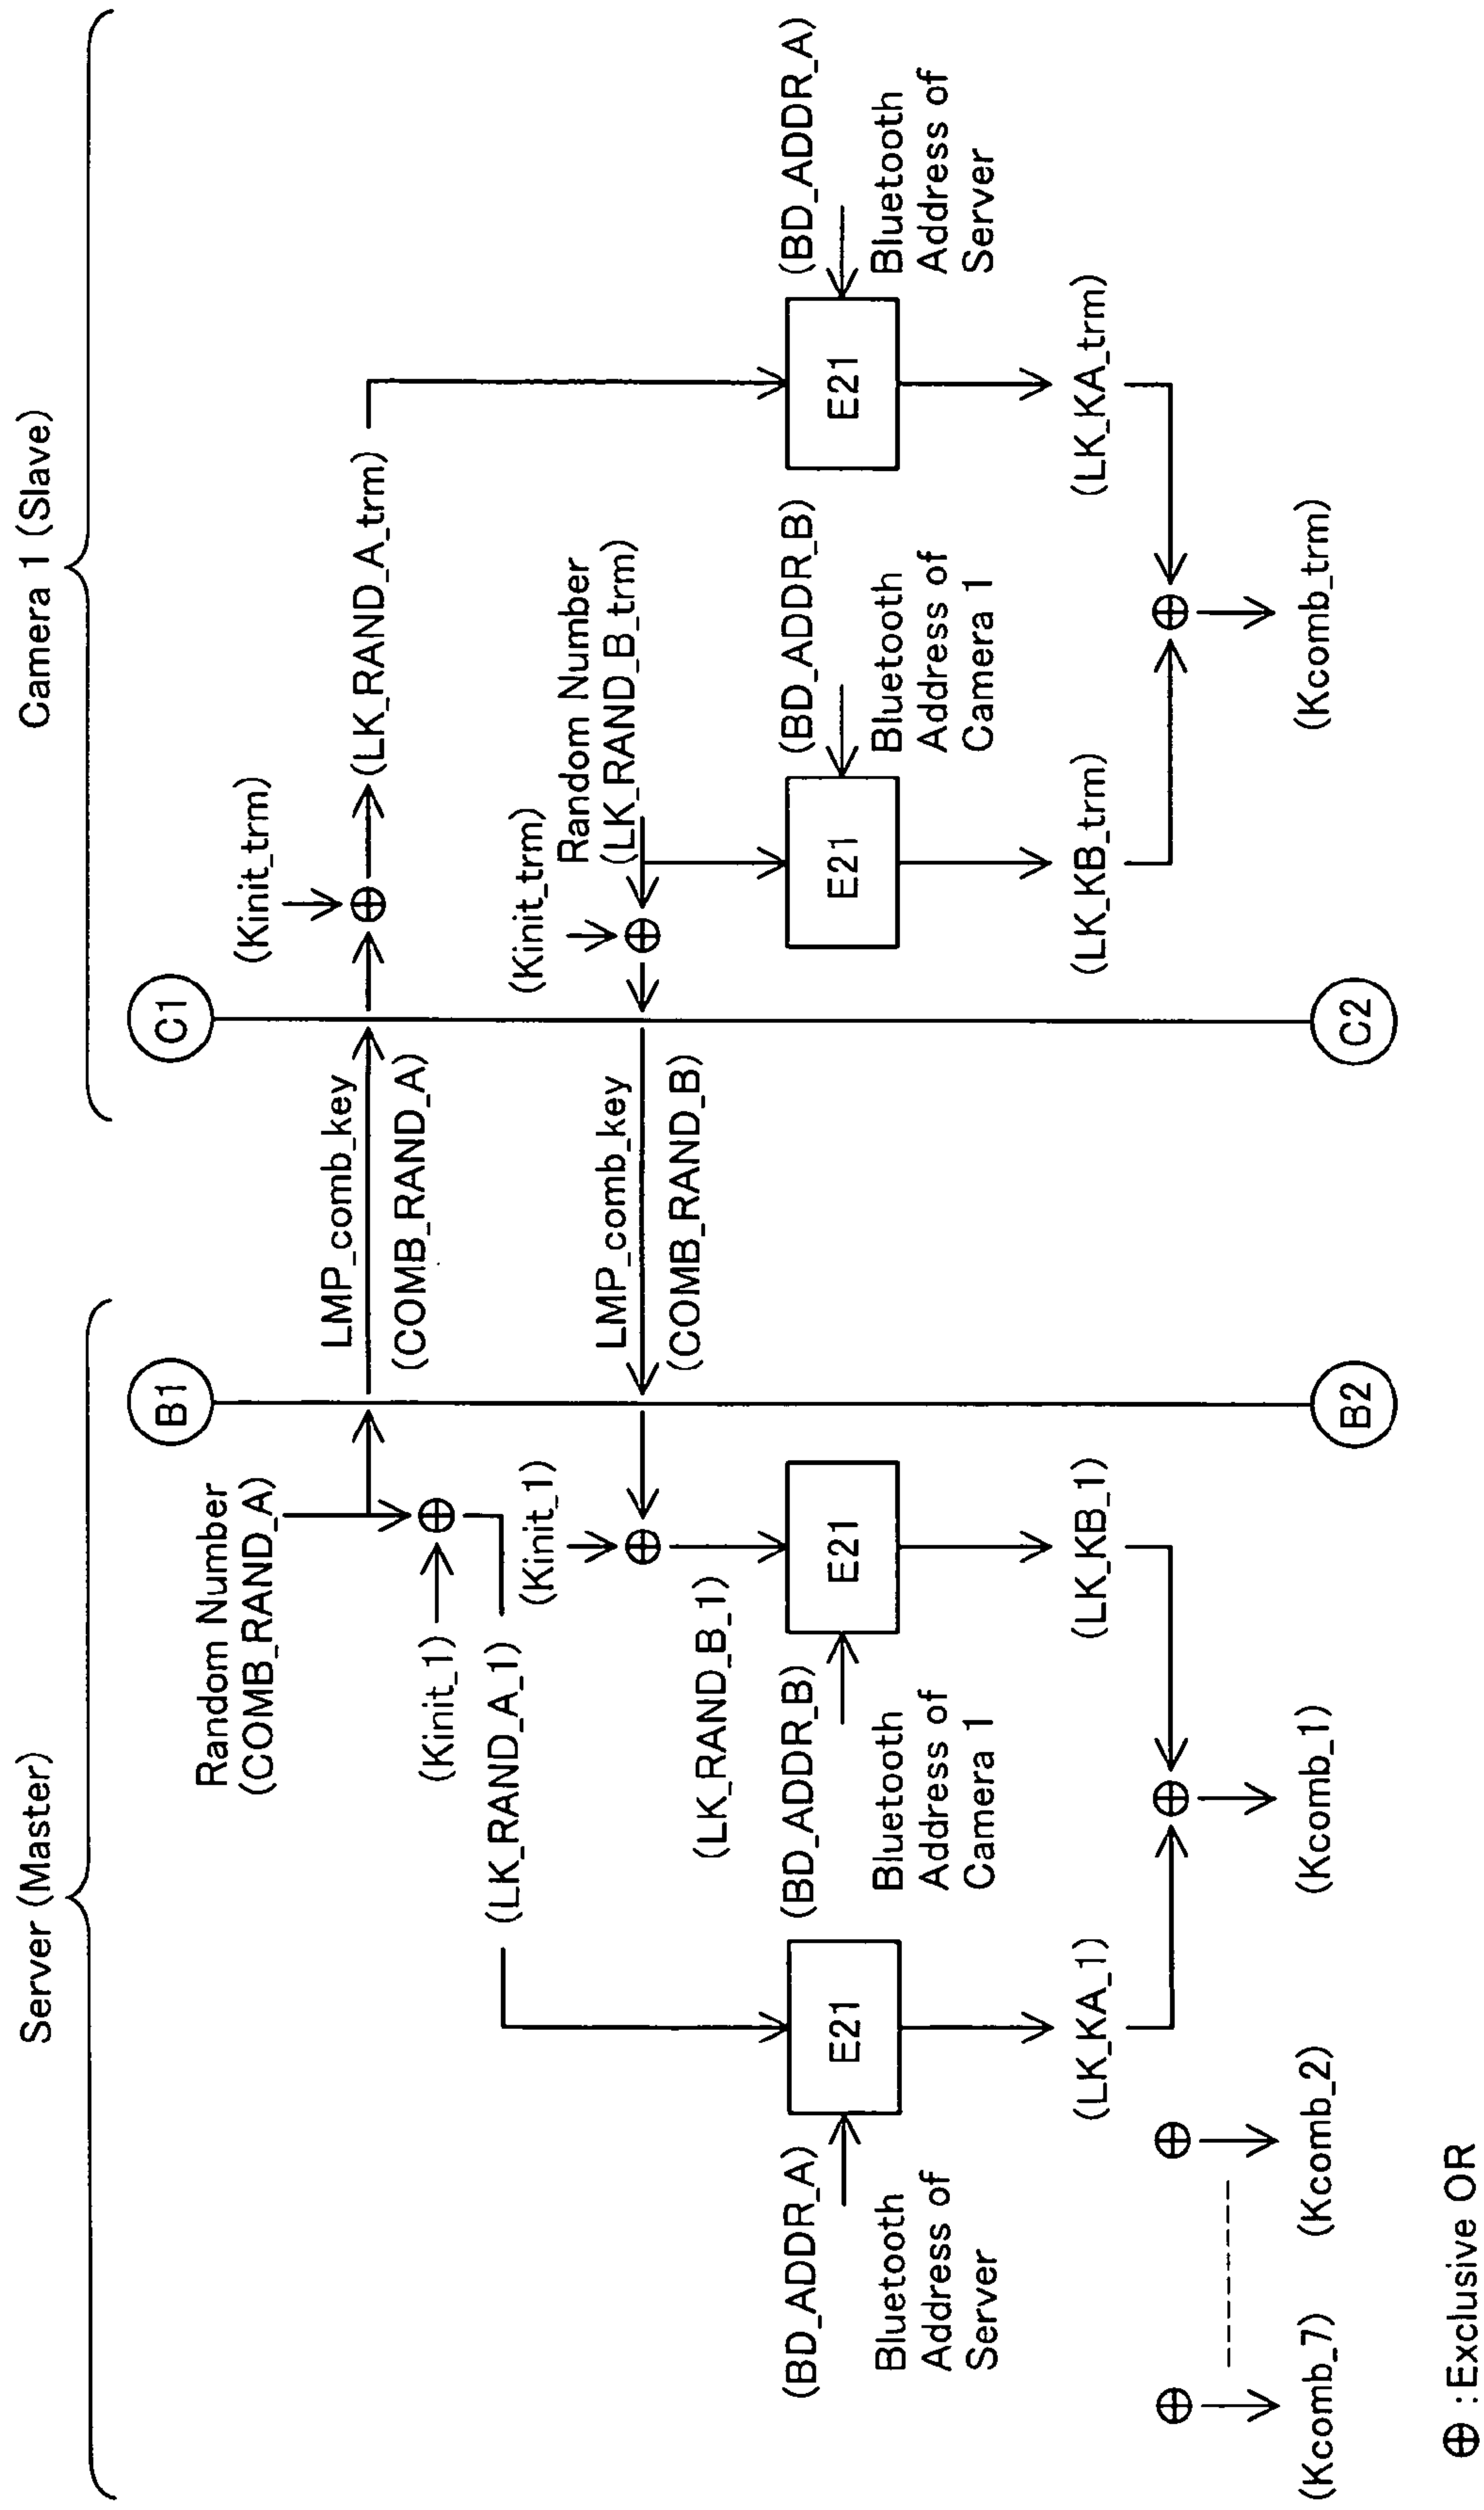 Server (Master)
Camera 1 (Slave)
B1
C1
Random Number
(COMB_RAND_A)
LMP_comb_key
(COMB_RAND_A)
(Kinit_trm)
(LK_RAND_A_trm)
(Kinit_1)
(LK_RAND_A_1)
(Kinit_1)
LMP_comb_key
(COMB_RAND_B)
(Kinit_trm)
Random Number
(LK_RAND_B_trm)
(LK_RAND_B_1)
(BD_ADDR_A)
Bluetooth
Address of
Server
E21
(BD_ADDR_B)
Bluetooth
Address of
Camera 1
E21
E21
(BD_ADDR_B)
Bluetooth
Address of
Camera 1
E21
(BD_ADDR_A)
Bluetooth
Address of
Server
(LK_KA_1)
(LK_KB_1)
(LK_KB_trm)
(LK_KA_trm)
(Kcomb_7)
(Kcomb_2)
(Kcomb_1)
B2
C2
(Kcomb_trm)
⊕ : Exclusive OR